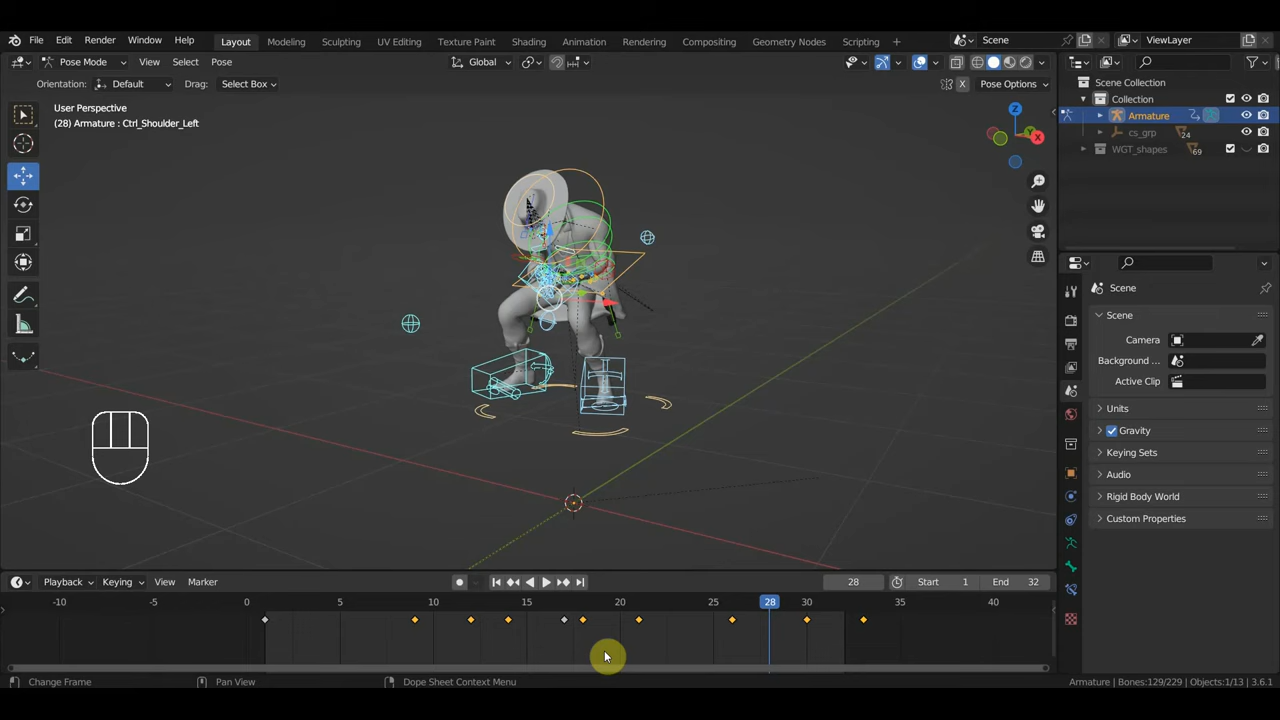 File Edit Render Window Help Layout Modeling Sculpting UV Editing Texture Paint Shading Animation Rendering Compositing Geometry Nodes Scripting + Scene ViewLayer
Pose Mode View Select Pose Global
Orientation: Default Drag: Select Box X Pose Options
Scene Collection
Collection
Armature
cs_grp 24
WGT_shapes 69
User Perspective
(28) Armature : Ctrl_Shoulder_Left
Z
X
Scene
Scene
Camera
Background ...
Active Clip
Units
Gravity
Keying Sets
Audio
Rigid Body World
Custom Properties
Playback Keying View Marker 28 Start 1 End 32
-10 -5 0 5 10 15 20 25 28 30 35 40
Change Frame Pan View Dope Sheet Context Menu Armature | Bones:129/229 | Objects:1/13 | 3.6.1